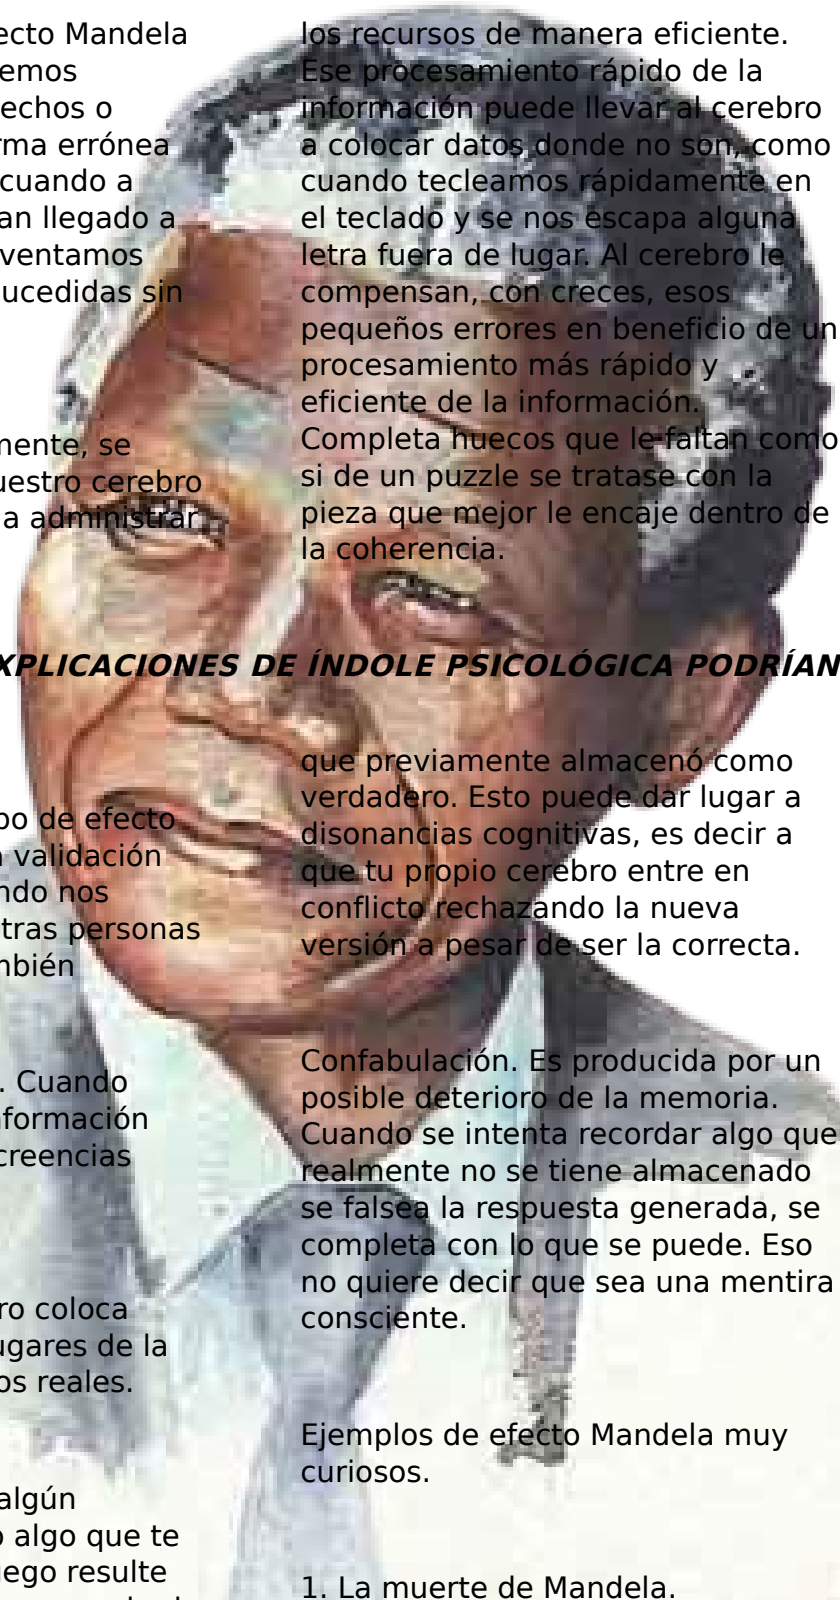 ecto Mandela
emos
echos o
rma errónea
cuando a
an llegado a
ventamos
ucedidas sin
mente, se
uestro cerebro
a administrar
los recursos de manera eficiente.
Ese procesamiento rápido de la
información puede llevar al cerebro
a colocar datos donde no son, como
cuando tecleamos rápidamente en
el teclado y se nos escapa alguna
letra fuera de lugar. Al cerebro le
compensan, con creces, esos
pequeños errores en beneficio de un
procesamiento más rápido y
eficiente de la información.
Completa huecos que le faltan como
si de un puzzle se tratase con la
pieza que mejor le encaje dentro de
la coherencia.
XPLICACIONES DE ÍNDOLE PSICOLÓGICA PODRÍAN
po de efecto
validación
ndo nos
tras personas
mbién
. Cuando
nformación
creencias
ro coloca
ugares de la
os reales.
algún
o algo que te
uego resulte
que previamente almacenó como
verdadero. Esto puede dar lugar a
disonancias cognitivas, es decir a
que tu propio cerebro entre en
conflicto rechazando la nueva
versión a pesar de ser la correcta.
Confabulación. Es producida por un
posible deterioro de la memoria.
Cuando se intenta recordar algo que
realmente no se tiene almacenado
se falsea la respuesta generada, se
completa con lo que se puede. Eso
no quiere decir que sea una mentira
consciente.
Ejemplos de efecto Mandela muy
curiosos.
1. La muerte de Mandela.